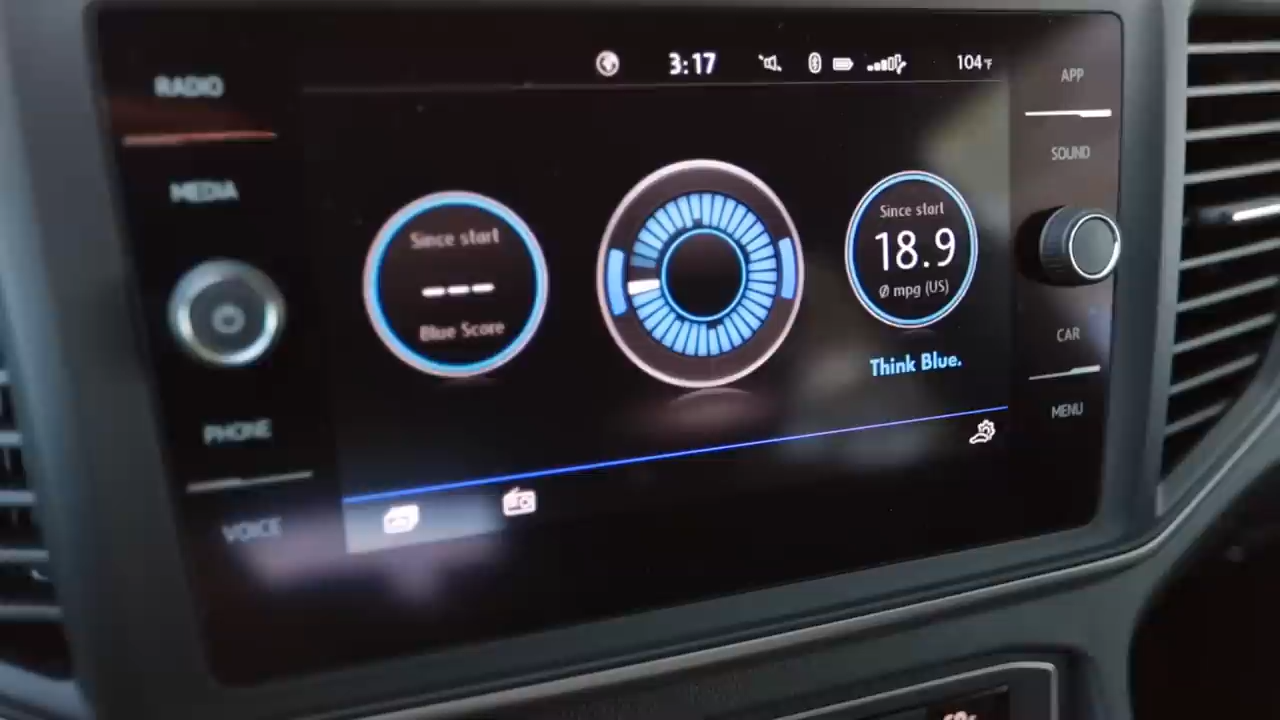 3:17
104°F
RADIO
MEDIA
PHONE
VOICE
Since start
---
Blue Score
Since start
18.9
Ø mpg (US)
Think Blue.
APP
SOUND
CAR
MENU